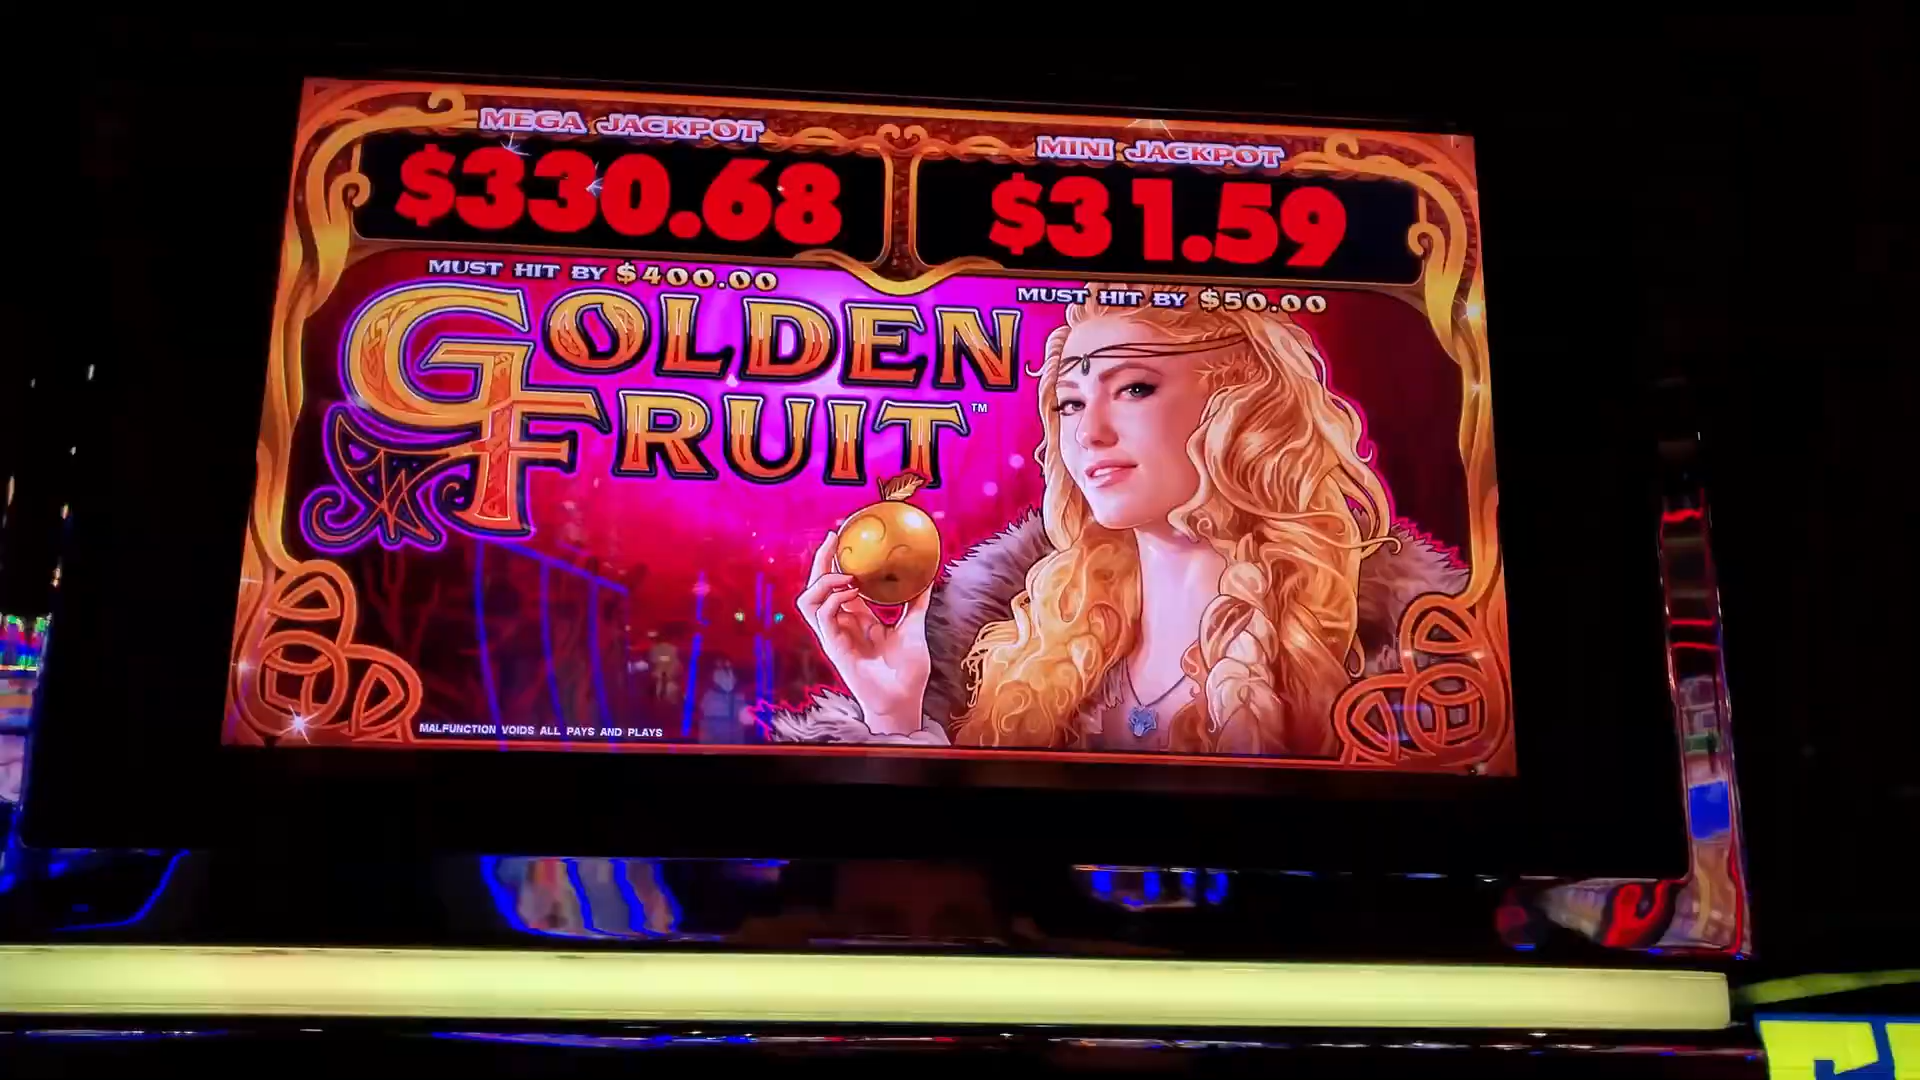 MEGA JACKPOT
$330.68
MUST HIT BY $400.00
MINI JACKPOT
$31.59
MUST HIT BY $50.00
GOLDEN
FRUIT™
MALFUNCTION VOIDS ALL PAYS AND PLAYS